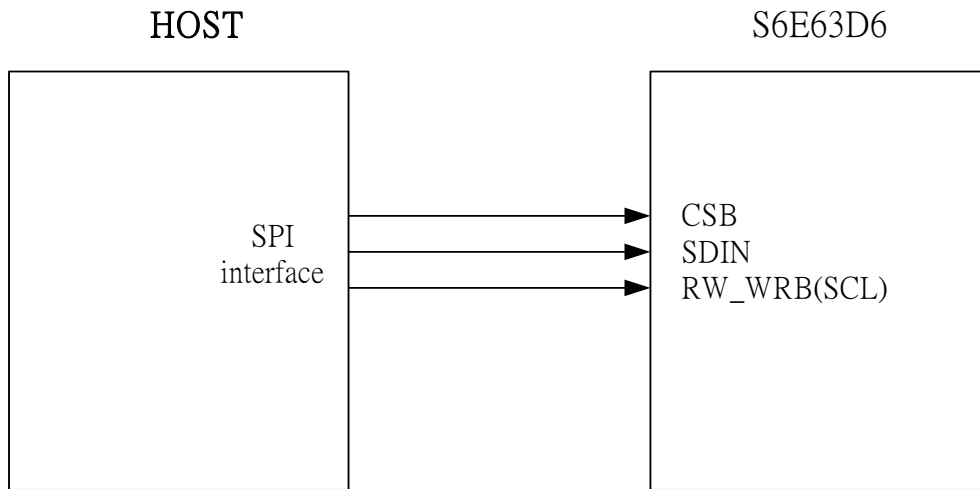 HOST
S6E63D6
SPI
interface
CSB
SDIN
RW_WRB(SCL)